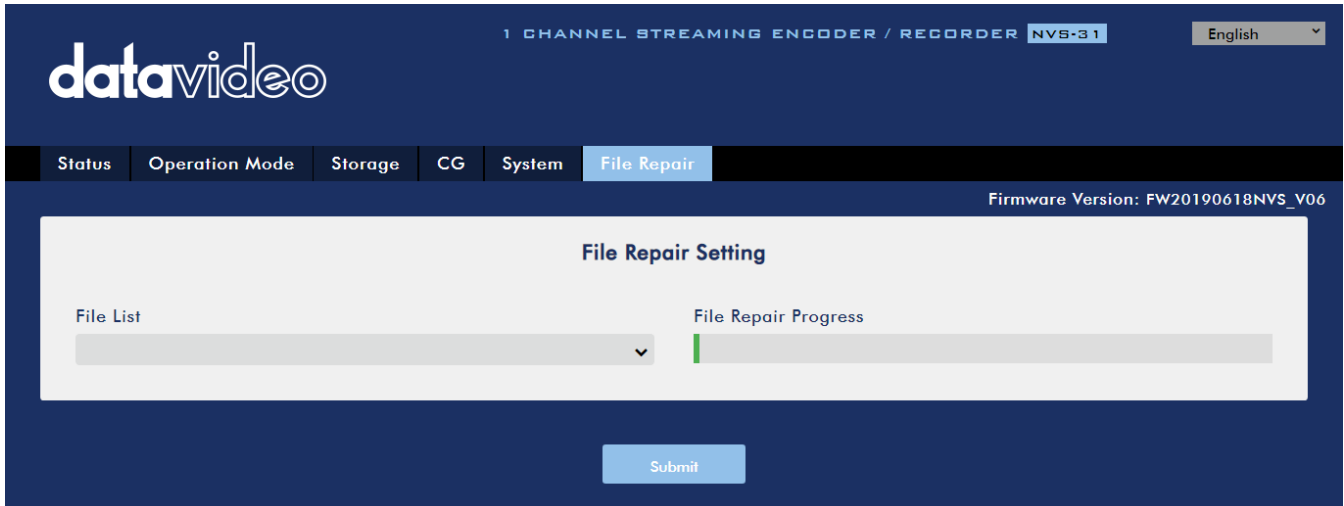 1 CHANNEL STREAMING ENCODER / RECORDER NVS-31
English
datavideo
Status Operation Mode Storage CG System File Repair
Firmware Version: FW20190618NVS_V06
File Repair Setting
File List File Repair Progress
Submit